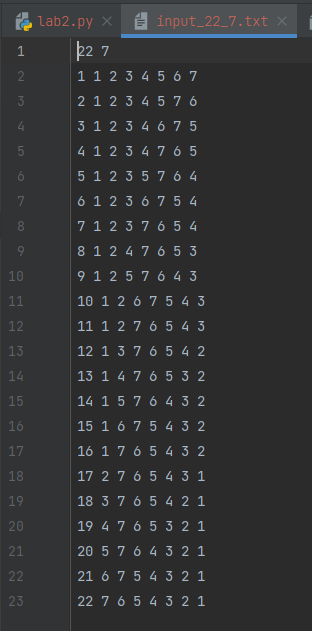 lab2.py input_22_7.txt
1 22 7
2 1 1 2 3 4 5 6 7
3 2 1 2 3 4 5 7 6
4 3 1 2 3 4 6 7 5
5 4 1 2 3 4 7 6 5
6 5 1 2 3 5 7 6 4
7 6 1 2 3 6 7 5 4
8 7 1 2 3 7 6 5 4
9 8 1 2 4 7 6 5 3
10 9 1 2 5 7 6 4 3
11 10 1 2 6 7 5 4 3
12 11 1 2 7 6 5 4 3
13 12 1 3 7 6 5 4 2
14 13 1 4 7 6 5 3 2
15 14 1 5 7 6 4 3 2
16 15 1 6 7 5 4 3 2
17 16 1 7 6 5 4 3 2
18 17 2 7 6 5 4 3 1
19 18 3 7 6 5 4 2 1
20 19 4 7 6 5 3 2 1
21 20 5 7 6 4 3 2 1
22 21 6 7 5 4 3 2 1
23 22 7 6 5 4 3 2 1